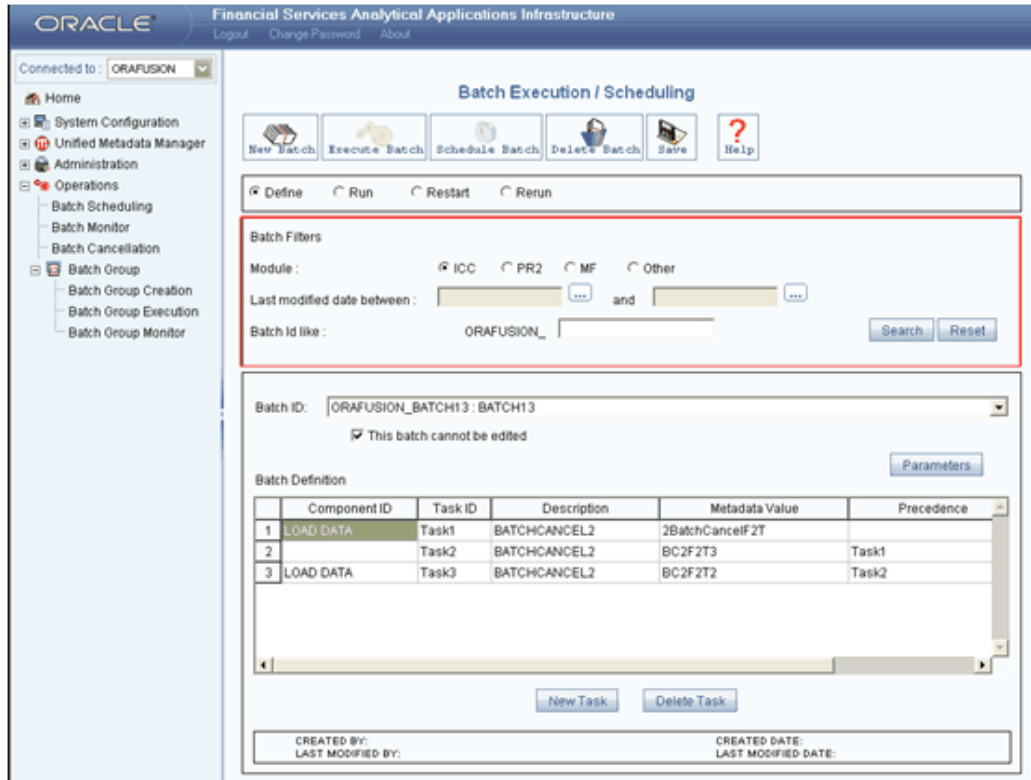 ORACLE
Financial Services Analytical Applications Infrastructure
Logout Change Password About
Connected to : ORAFUSION
Home
System Configuration
Unified Metadata Manager
Administration
Operations
Batch Scheduling
Batch Monitor
Batch Cancellation
Batch Group
Batch Group Creation
Batch Group Execution
Batch Group Monitor
Batch Execution / Scheduling
New Batch Execute Batch Schedule Batch Delete Batch Save Help
Define Run Restart Rerun
Batch Filters
Module : ICC PR2 MF Other
Last modified date between : ... and ...
Batch Id like : ORAFUSION_ Search Reset
Batch ID: ORAFUSION_BATCH13 : BATCH13
This batch cannot be edited
Parameters
Batch Definition
Component ID Task ID Description Metadata Value Precedence
1 LOAD DATA Task1 BATCHCANCEL2 2BatchCancelF2T
2 Task2 BATCHCANCEL2 BC2F2T3 Task1
3 LOAD DATA Task3 BATCHCANCEL2 BC2F2T2 Task2
New Task Delete Task
CREATED BY: CREATED DATE:
LAST MODIFIED BY: LAST MODIFIED DATE: